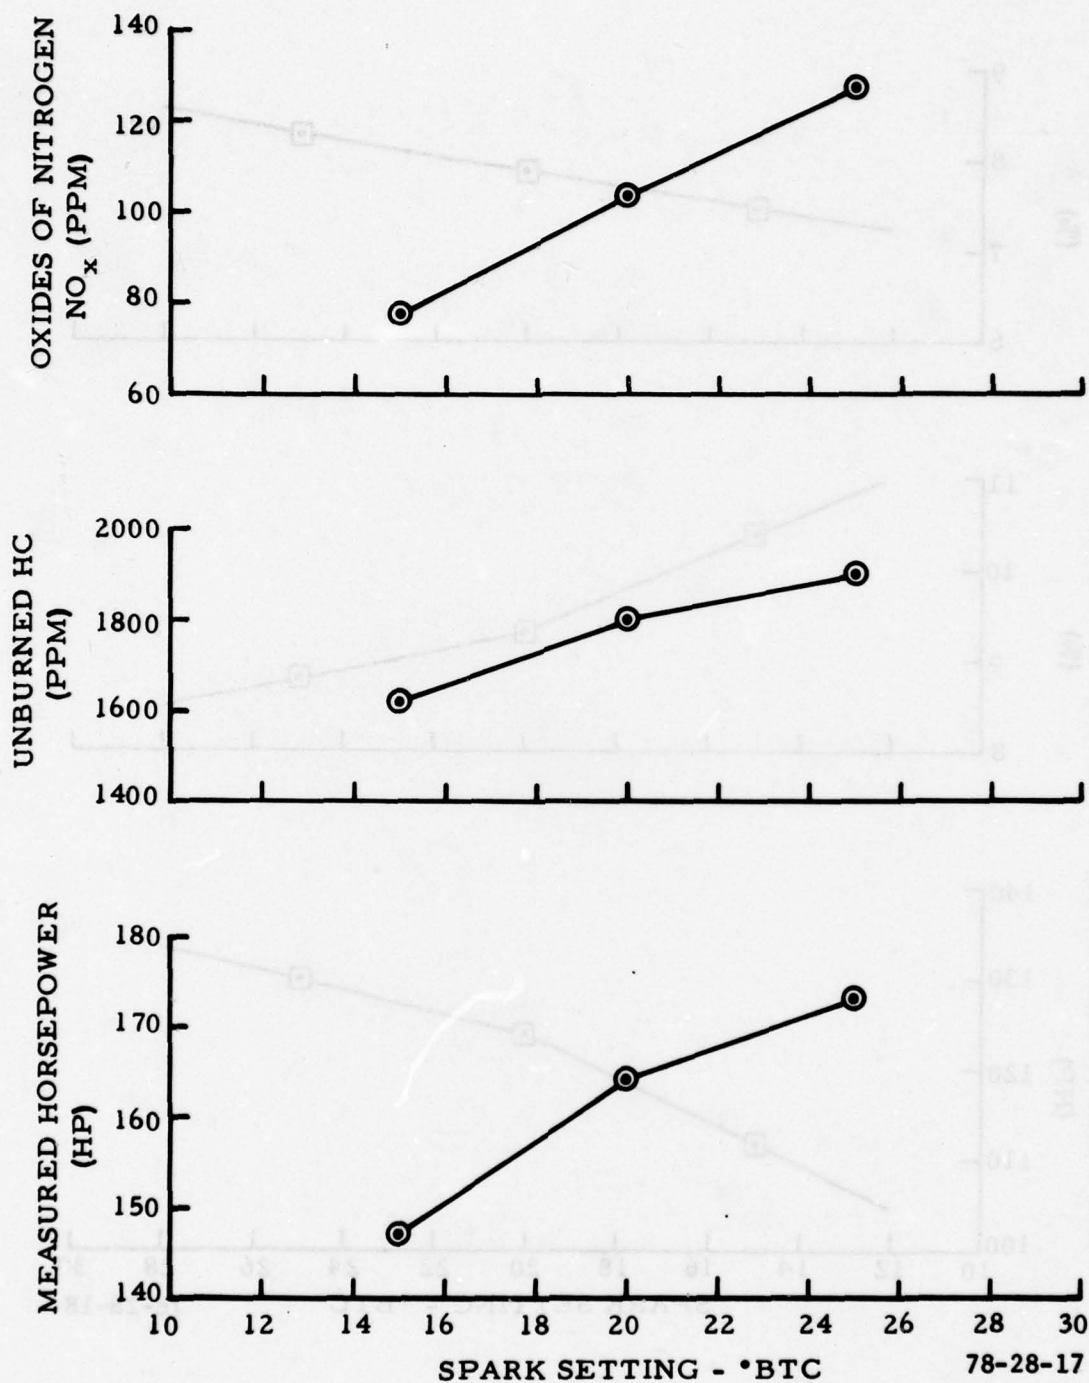 OXIDES OF NITROGEN
NOx (PPM)
140
120
100
80
60
UNBURNED HC
(PPM)
2000
1800
1600
1400
MEASURED HORSEPOWER
(HP)
180
170
160
150
140
10 12 14 16 18 20 22 24 26 28 30
SPARK SETTING - °BTC
78-28-17